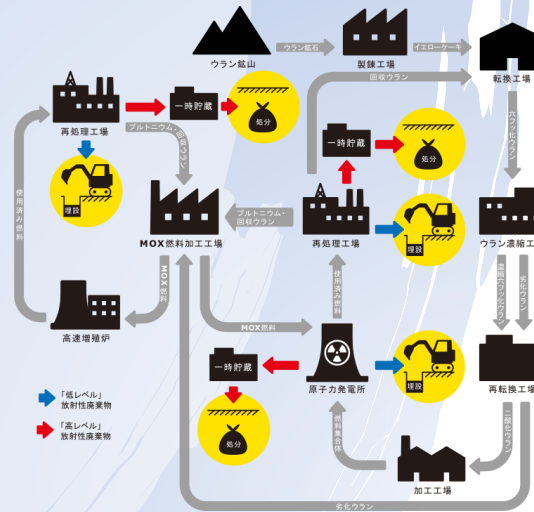 ウラン鉱山
ウラン鉱石
製錬工場
イエローケーキ
転換工場
回収ウラン
再処理工場
一時貯蔵
処分
プルトニウム・
回収ウラン
埋設
使用済み燃料
一時貯蔵
処分
六フッ化ウラン
MOX燃料加工工場
プルトニウム・
回収ウラン
再処理工場
埋設
ウラン濃縮工
濃縮六フッ化ウラン
劣化ウラン
MOX燃料
高速増殖炉
使用済み燃料
MOX燃料
一時貯蔵
処分
原子力発電所
埋設
再転換工場
「低レベル」
放射性廃棄物
「高レベル」
放射性廃棄物
燃料集合体
二酸化ウラン
加工工場
劣化ウラン